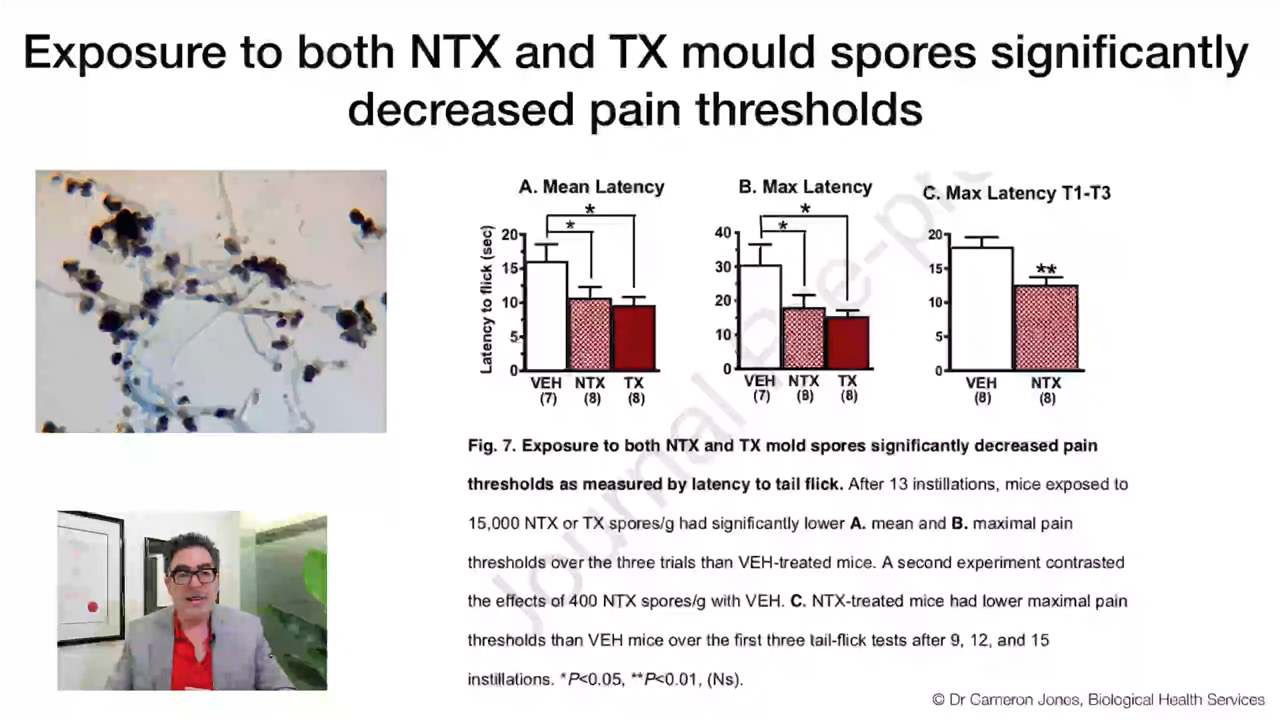 Exposure to both NTX and TX mould spores significantly
decreased pain thresholds
A. Mean Latency
B. Max Latency
C. Max Latency T1-T3
Latency to flick (sec)
20
15
10
5
0
*
*
VEH NTX TX
(7) (8) (8)
40
30
20
10
0
*
*
VEH NTX TX
(7) (8) (8)
20
15
10
5
0
**
VEH NTX
(8) (8)
Fig. 7. Exposure to both NTX and TX mold spores significantly decreased pain
thresholds as measured by latency to tail flick. After 13 instillations, mice exposed to
15,000 NTX or TX spores/g had significantly lower A. mean and B. maximal pain
thresholds over the three trials than VEH-treated mice. A second experiment contrasted
the effects of 400 NTX spores/g with VEH. C. NTX-treated mice had lower maximal pain
thresholds than VEH mice over the first three tail-flick tests after 9, 12, and 15
instillations. *P<0.05, **P<0.01, (Ns).
Journal Pre-pro
© Dr Cameron Jones, Biological Health Services